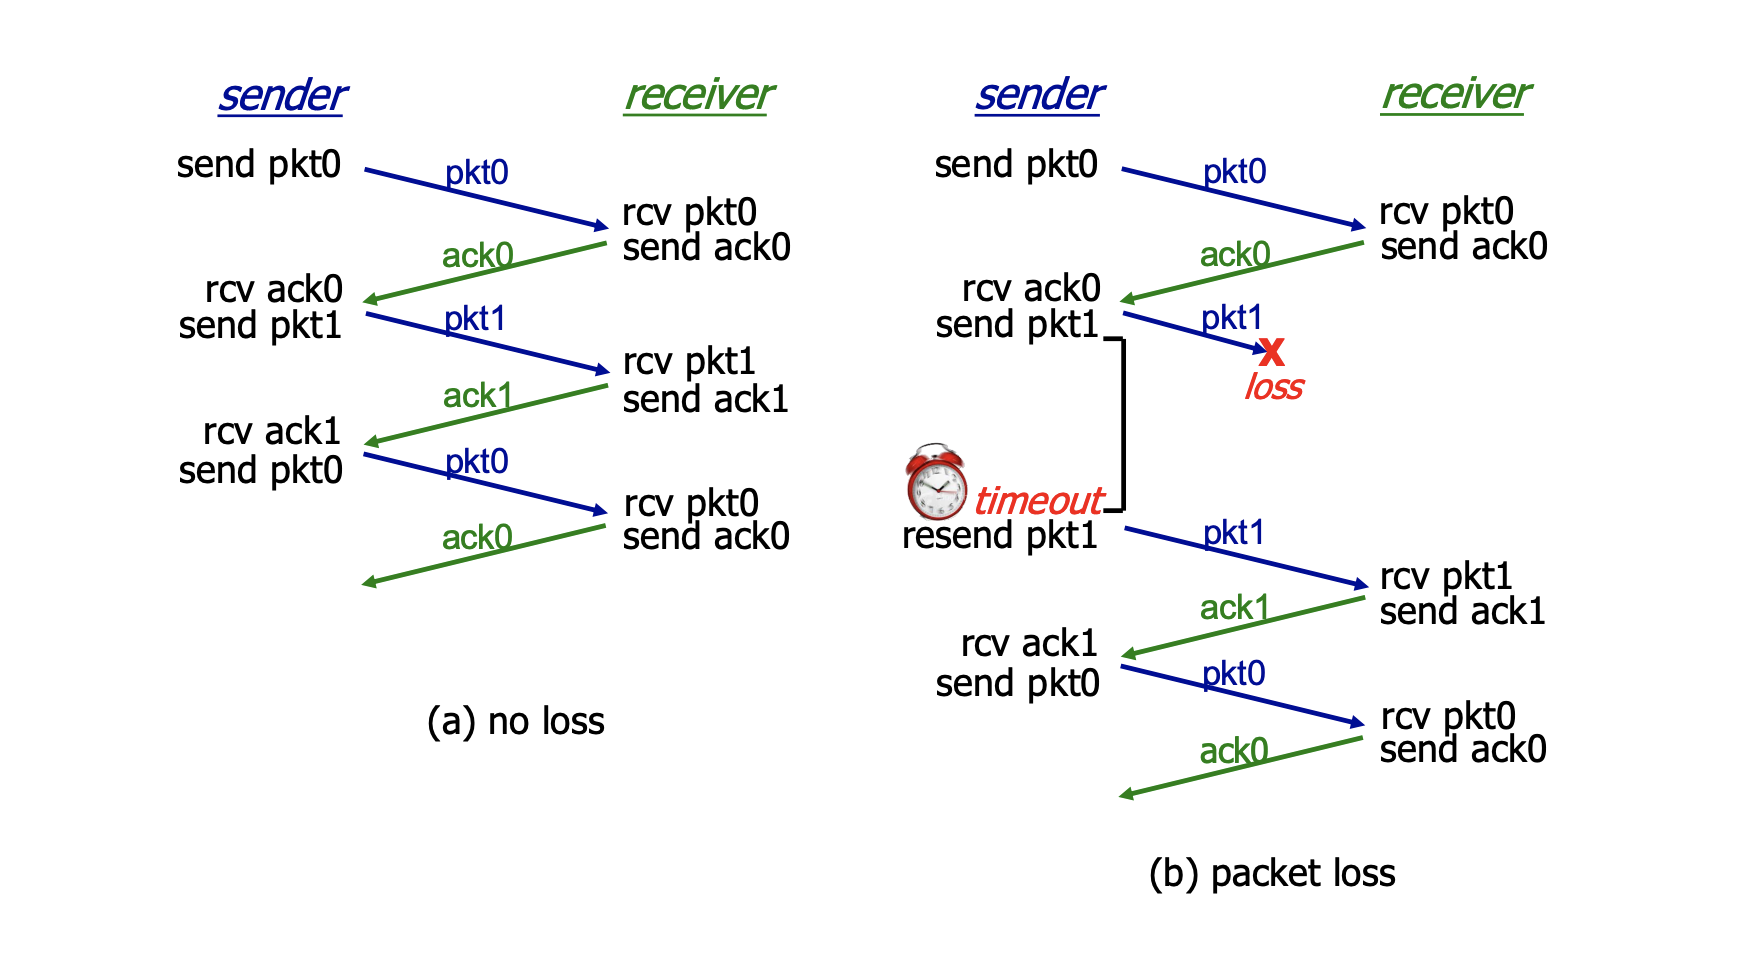 sender
receiver
send pkt0
pkt0
rcv pkt0
send ack0
ack0
rcv ack0
send pkt1
pkt1
rcv pkt1
send ack1
ack1
rcv ack1
send pkt0
pkt0
rcv pkt0
send ack0
ack0
(a) no loss
sender
receiver
send pkt0
pkt0
rcv pkt0
send ack0
ack0
rcv ack0
send pkt1
pkt1
X
loss
timeout
resend pkt1
pkt1
rcv pkt1
send ack1
ack1
rcv ack1
send pkt0
pkt0
rcv pkt0
send ack0
ack0
(b) packet loss